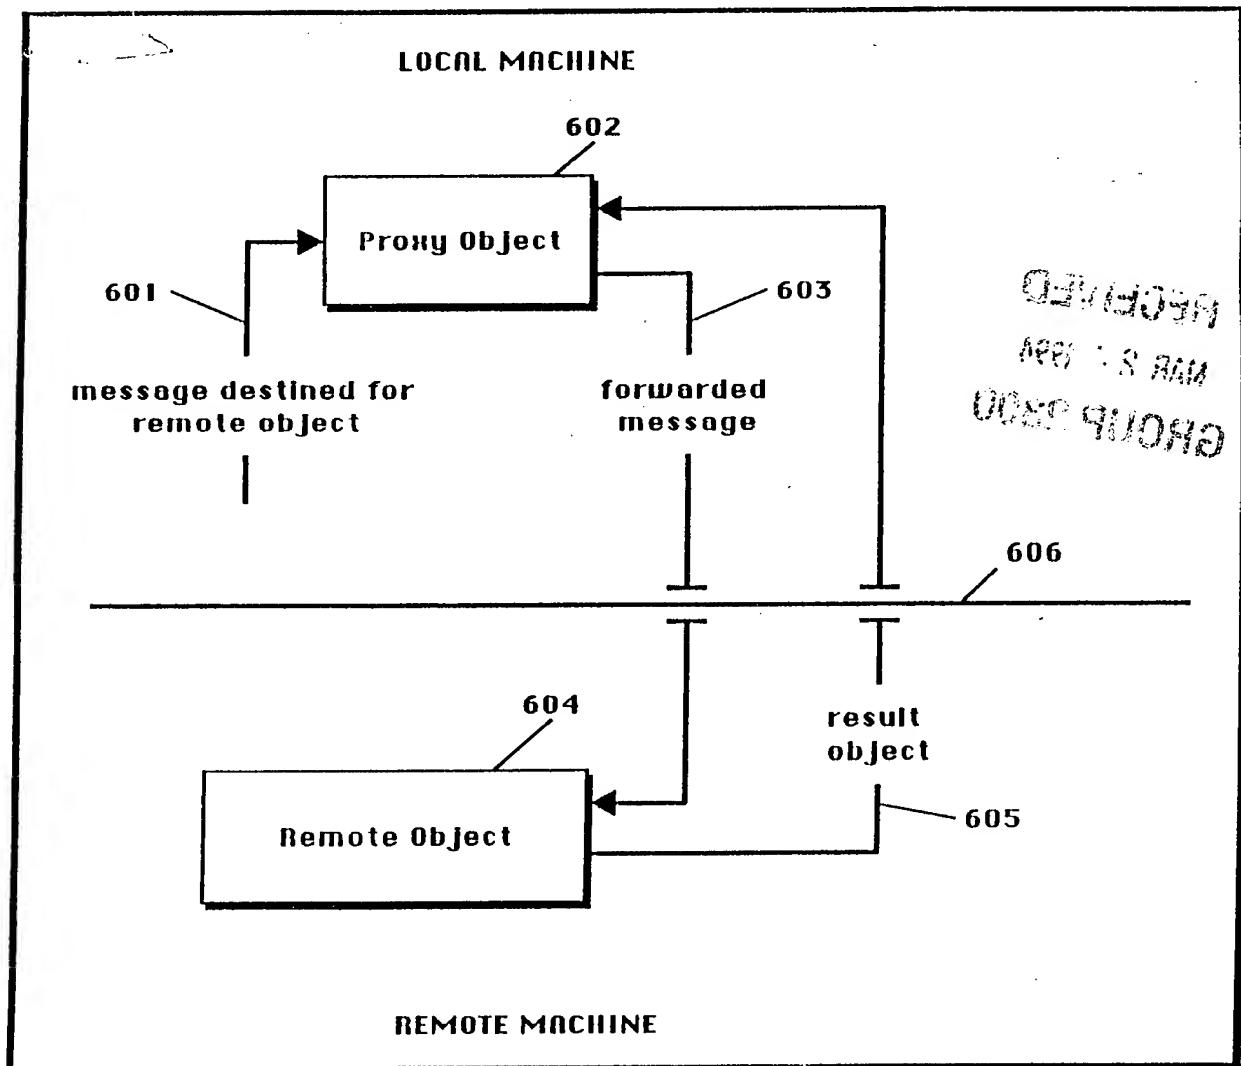 LOCAL MACHINE
602
Proxy Object
601
603
message destined for
remote object
forwarded
message
RECEIVED
606
604
result
object
Remote Object
605
REMOTE MACHINE